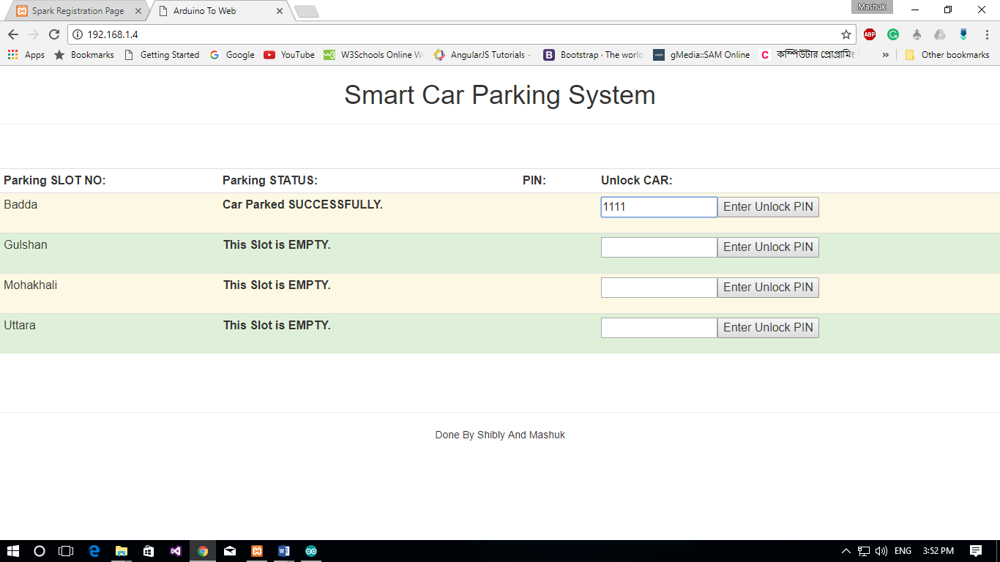 Spark Registration Page
Arduino To Web
Mashuk
192.168.1.4
ABP
Apps Bookmarks Getting Started Google YouTube W3Schools Online AngularJS Tutorials - Bootstrap · The world gMedia::SAM Online কম্পিউটার প্রোগ্রামিং » Other bookmarks
Smart Car Parking System
Parking SLOT NO: Parking STATUS: PIN: Unlock CAR:
Badda Car Parked SUCCESSFULLY. 1111 Enter Unlock PIN
Gulshan This Slot is EMPTY. Enter Unlock PIN
Mohakhali This Slot is EMPTY. Enter Unlock PIN
Uttara This Slot is EMPTY. Enter Unlock PIN
Done By Shibly And Mashuk
ENG 3:52 PM